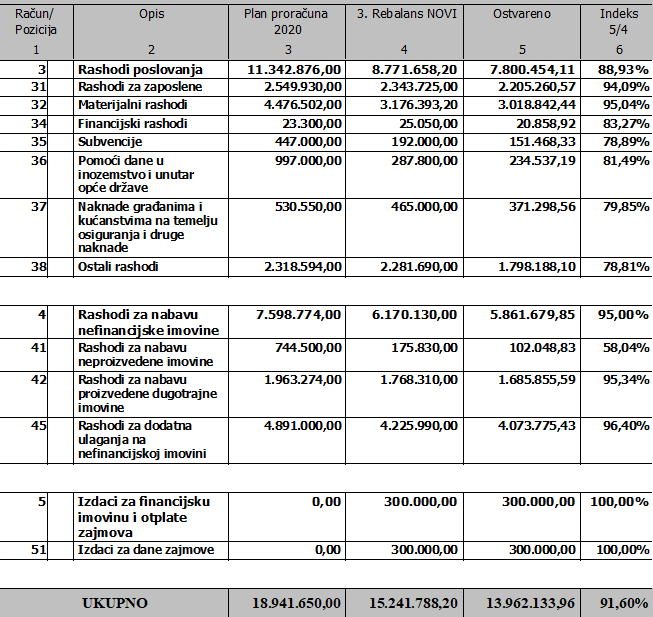 Račun/ Opis Plan proračuna 3. Rebalans NOVI Ostvareno Indeks
Pozicija 2020 5/4
1 2 3 4 5 6
3 Rashodi poslovanja 11.342.876,00 8.771.658,20 7.800.454,11 88,93%
31 Rashodi za zaposlene 2.549.930,00 2.343.725,00 2.205.260,57 94,09%
32 Materijalni rashodi 4.476.502,00 3.176.393,20 3.018.842,44 95,04%
34 Financijski rashodi 23.300,00 25.050,00 20.858,92 83,27%
35 Subvencije 447.000,00 192.000,00 151.468,33 78,89%
36 Pomoći dane u 997.000,00 287.800,00 234.537,19 81,49%
inozemstvo i unutar
opće države
37 Naknade građanima i 530.550,00 465.000,00 371.298,56 79,85%
kućanstvima na temelju
osiguranja i druge
naknade
38 Ostali rashodi 2.318.594,00 2.281.690,00 1.798.188,10 78,81%
4 Rashodi za nabavu 7.598.774,00 6.170.130,00 5.861.679,85 95,00%
nefinancijske imovine
41 Rashodi za nabavu 744.500,00 175.830,00 102.048,83 58,04%
neproizvedene imovine
42 Rashodi za nabavu 1.963.274,00 1.768.310,00 1.685.855,59 95,34%
proizvedene dugotrajne
imovine
45 Rashodi za dodatna 4.891.000,00 4.225.990,00 4.073.775,43 96,40%
ulaganja na
nefinancijskoj imovini
5 Izdaci za financijsku 0,00 300.000,00 300.000,00 100,00%
imovinu i otplate
zajmova
51 Izdaci za dane zajmove 0,00 300.000,00 300.000,00 100,00%
UKUPNO 18.941.650,00 15.241.788,20 13.962.133,96 91,60%